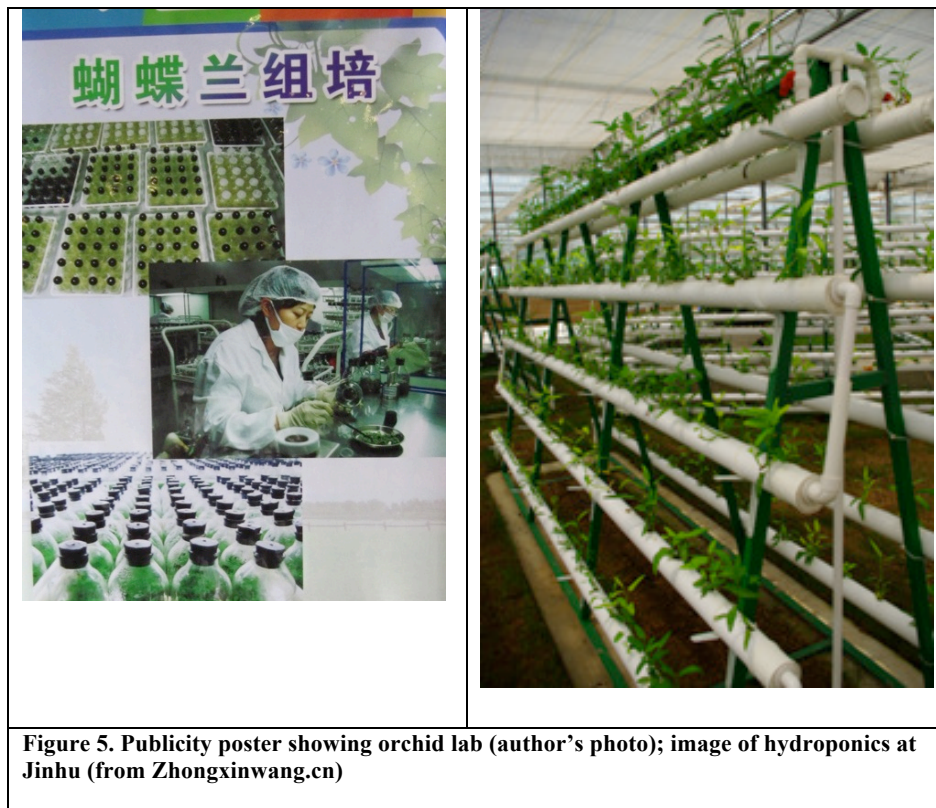 蝴蝶兰组培
Figure 5. Publicity poster showing orchid lab (author's photo); image of hydroponics at
Jinhu (from Zhongxinwang.cn)